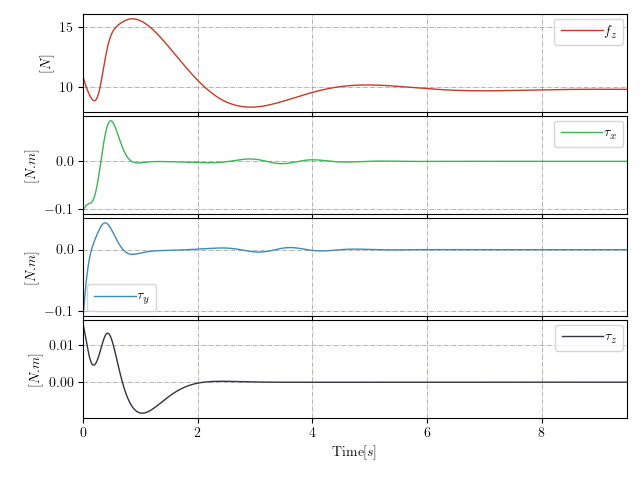 15
10
[N]
f_z
0.0
−0.1
[N.m]
τ_x
0.0
−0.1
[N.m]
τ_y
0.01
0.00
[N.m]
τ_z
0 2 4 6 8
Time[s]